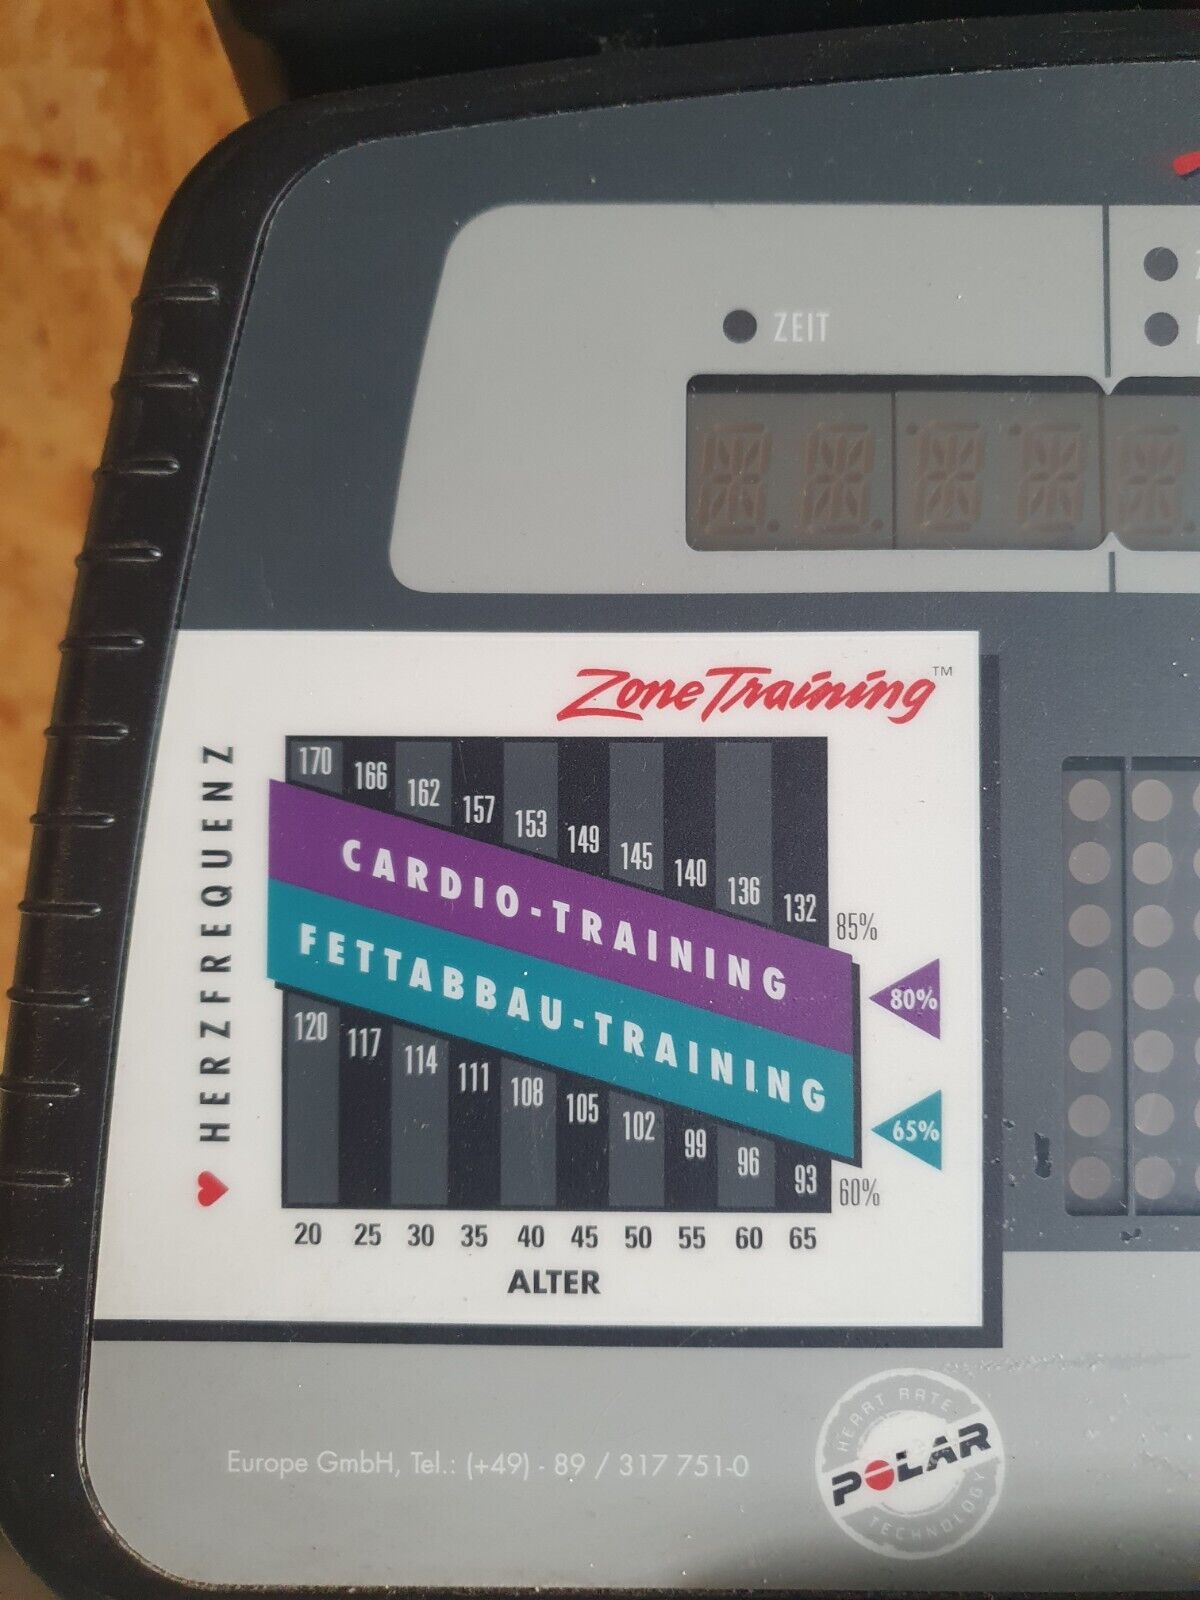 ZEIT
Zone Training™
HERZFREQUENZ
170 166 162 157 153 149 145 140 136 132
85%
CARDIO-TRAINING
80%
FETTABBAU-TRAINING
65%
120 117 114 111 108 105 102 99 96 93
60%
20 25 30 35 40 45 50 55 60 65
ALTER
Europe GmbH, Tel.: (+49) - 89 / 317 751-0
HEART RATE
POLAR
TECHNOLOGY